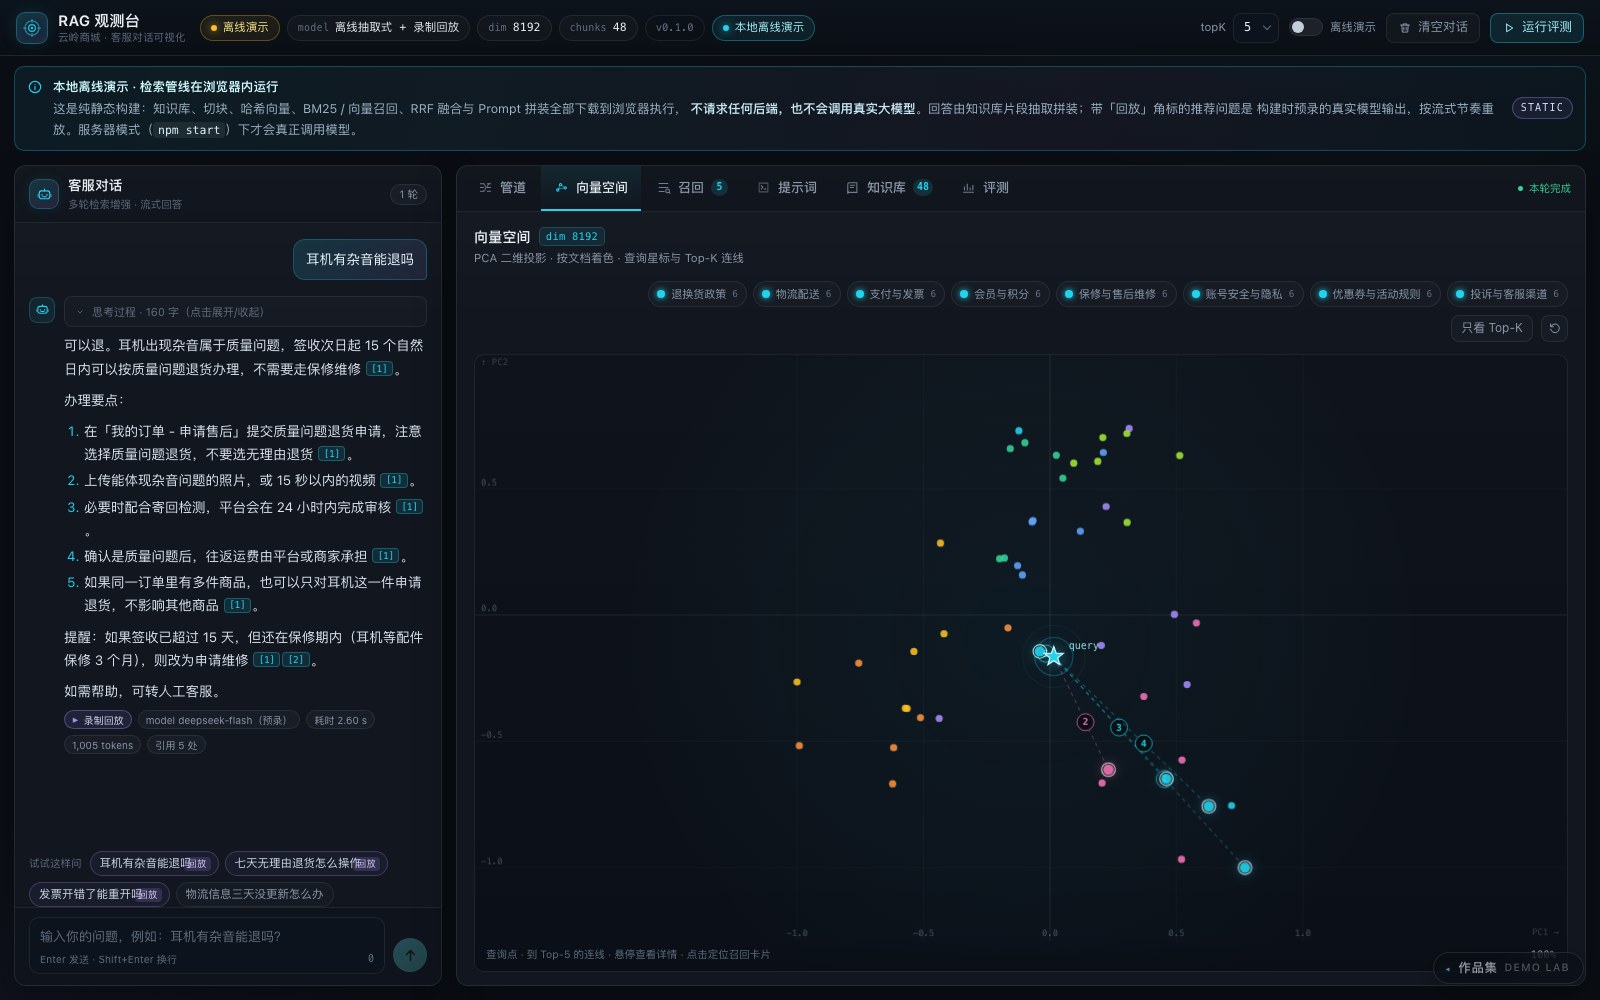 RAG 观测台
云岭商城 · 客服对话可视化
离线演示
model 离线抽取式 + 录制回放
dim 8192
chunks 48
v0.1.0
本地离线演示
topK 5
离线演示
清空对话
运行评测
本地离线演示 · 检索管线在浏览器内运行
这是纯静态构建：知识库、切块、哈希向量、BM25 / 向量召回、RRF 融合与 Prompt 拼装全部下载到浏览器执行， 不请求任何后端，也不会调用真实大模型。回答由知识库片段抽取拼装；带「回放」角标的推荐问题是 构建时预录的真实模型输出，按流式节奏重
放。服务器模式（ npm start ）下才会真正调用模型。
STATIC
客服对话
多轮检索增强 · 流式回答
1 轮
耳机有杂音能退吗
思考过程 · 160 字（点击展开/收起）
可以退。耳机出现杂音属于质量问题，签收次日起 15 个自然
日内可以按质量问题退货办理，不需要走保修维修 [1] 。
办理要点：
1. 在「我的订单 - 申请售后」提交质量问题退货申请，注意
选择质量问题退货，不要选无理由退货 [1] 。
2. 上传能体现杂音问题的照片，或 15 秒以内的视频 [1] 。
3. 必要时配合寄回检测，平台会在 24 小时内完成审核 [1]
。
4. 确认是质量问题后，往返运费由平台或商家承担 [1] 。
5. 如果同一订单里有多件商品，也可以只对耳机这一件申请
退货，不影响其他商品 [1] 。
提醒：如果签收已超过 15 天，但还在保修期内（耳机等配件
保修 3 个月），则改为申请维修 [1] [2] 。
如需帮助，可转人工客服。
录制回放
model deepseek-flash（预录）
耗时 2.60 s
1,005 tokens
引用 5 处
试试这样问
耳机有杂音能退吗 回放
七天无理由退货怎么操作 回放
发票开错了能重开吗 回放
物流信息三天没更新怎么办
输入你的问题，例如：耳机有杂音能退吗?
Enter 发送 · Shift+Enter 换行
0
管道
向量空间
召回 5
提示词
知识库 48
评测
本轮完成
向量空间 dim 8192
PCA 二维投影 · 按文档着色 · 查询星标与 Top-K 连线
退换货政策 6
物流配送 6
支付与发票 6
会员与积分 6
保修与售后维修 6
账号安全与隐私 6
优惠券与活动规则 6
投诉与客服渠道 6
只看 Top-K
↑ PC2
0.5
0.0
query
-0.5
2
3
4
-1.0
-1.0
-0.5
0.0
0.5
1.0
PC1 →
查询点 · 到 Top-5 的连线 · 悬停查看详情 · 点击定位召回卡片
100%
作品集 DEMO LAB